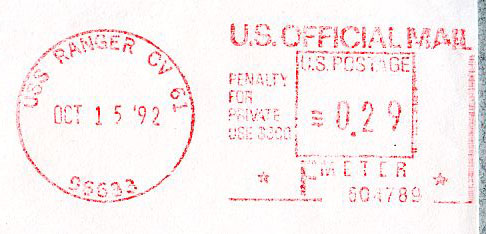 USS RANGER CV 61
OCT 15 '92
96633
U.S. OFFICIAL MAIL
U.S. POSTAGE
PENALTY
FOR
PRIVATE
USE $300
0.29
METER
604789